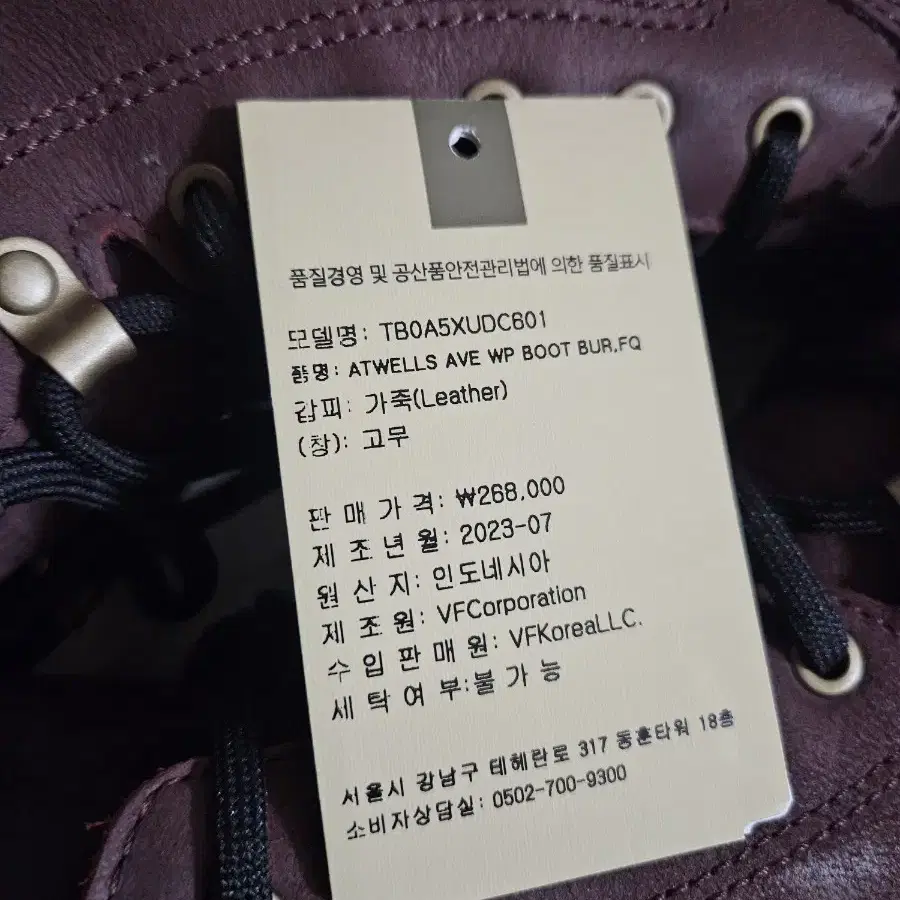 품질경영 및 공산품안전관리법에 의한 품질표시
모델명: TB0A5XUDC601
품명: ATWELLS AVE WP BOOT BUR.FQ
갑피: 가죽(Leather)
(창): 고무
판 매 가 격: ₩268,000
제 조 년 월: 2023-07
원 산 지: 인도네시아
제 조 원: VFCorporation
수 입 판 매 원: VFKoreaLLC.
세 탁 여 부:불 가 능
서울시 강남구 테헤란로 317 동훈타워 18층
소비자상담실: 0502-700-9300